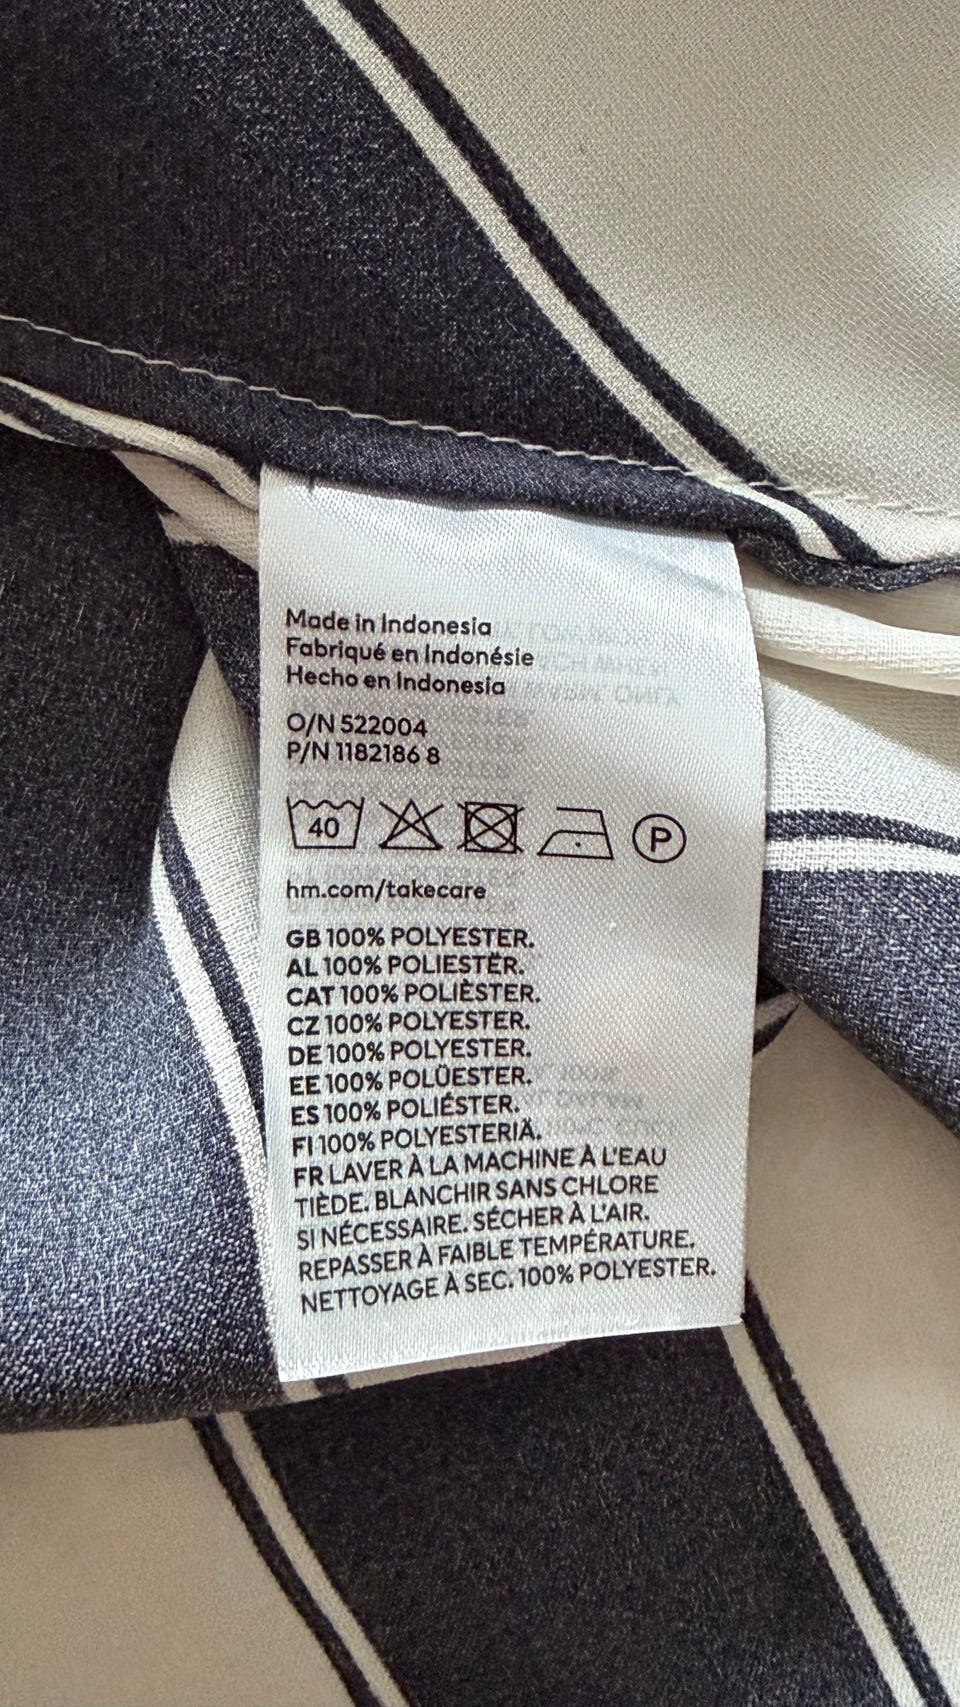 Made in Indonesia
Fabriqué en Indonésie
Hecho en Indonesia
O/N 522004
P/N 1182186 8
40
P
hm.com/takecare
GB 100% POLYESTER.
AL 100% POLIESTËR.
CAT 100% POLIÈSTER.
CZ 100% POLYESTER.
DE 100% POLYESTER.
EE 100% POLÜESTER.
ES 100% POLIÉSTER.
FI 100% POLYESTERIÄ.
FR LAVER À LA MACHINE À L'EAU
TIÈDE. BLANCHIR SANS CHLORE
SI NÉCESSAIRE. SÉCHER À L'AIR.
REPASSER À FAIBLE TEMPÉRATURE.
NETTOYAGE À SEC. 100% POLYESTER.